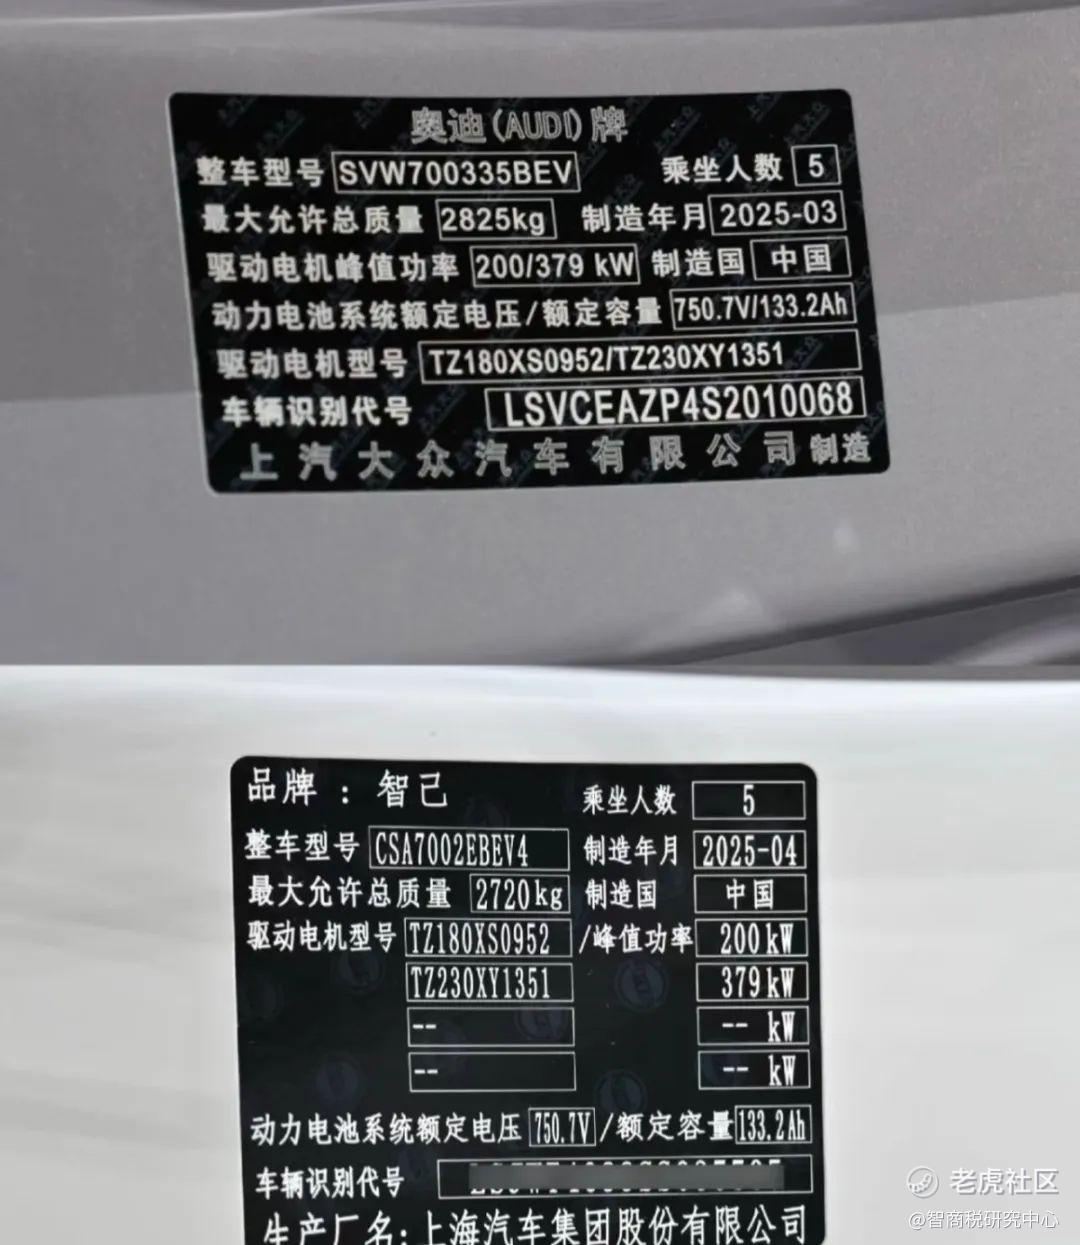 奥迪(AUDI)牌
整车型号 SVW700335BEV 乘坐人数 5
最大允许总质量 2825kg 制造年月 2025-03
驱动电机峰值功率 200/379 kW 制造国 中国
动力电池系统额定电压/额定容量 750.7V/133.2Ah
驱动电机型号 TZ180XS0952/TZ230XY1351
车辆识别代号 LSVCEAZP4S2010068
上汽大众汽车有限公司制造
品牌：智己 乘坐人数 5
整车型号 CSA7002EBEV4 制造年月 2025-04
最大允许总质量 2720kg 制造国 中国
驱动电机型号 TZ180XS0952 /峰值功率 200kW
TZ230XY1351 379kW
-- -- kW
-- -- kW
动力电池系统额定电压 750.7V /额定容量 133.2Ah
车辆识别代号
生产厂名：上海汽车集团股份有限公司
老虎社区
@智商税研究中心